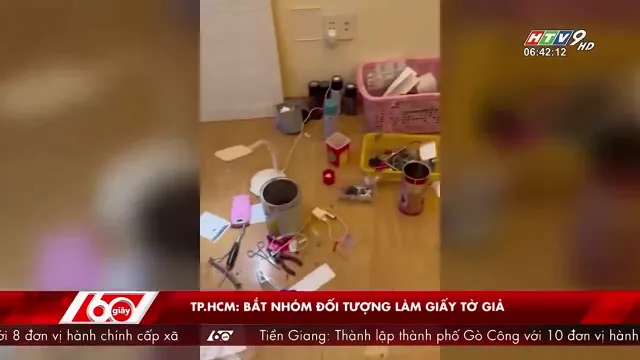 HTV9 HD
06:42:12
60 giây
TP.HCM: BẮT NHÓM ĐỐI TƯỢNG LÀM GIẤY TỜ GIẢ
ới 8 đơn vị hành chính cấp xã
Tiền Giang: Thành lập thành phố Gò Công với 10 đơn vị hành